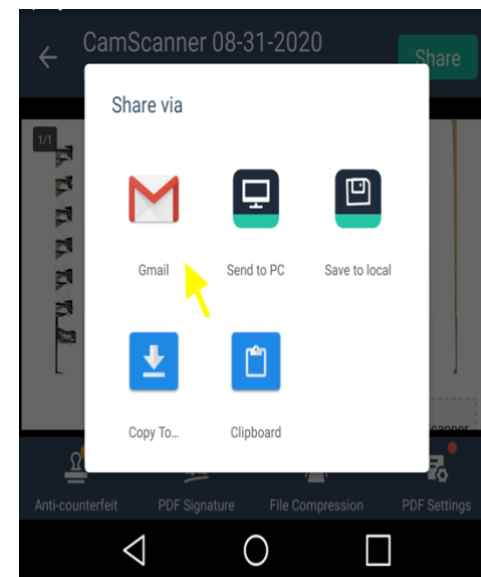 CamScanner 08-31-2020
Share
Share via
1/1
Gmail
Send to PC
Save to local
Copy To...
Clipboard
Anti-counterfeit
PDF Signature
File Compression
PDF Settings